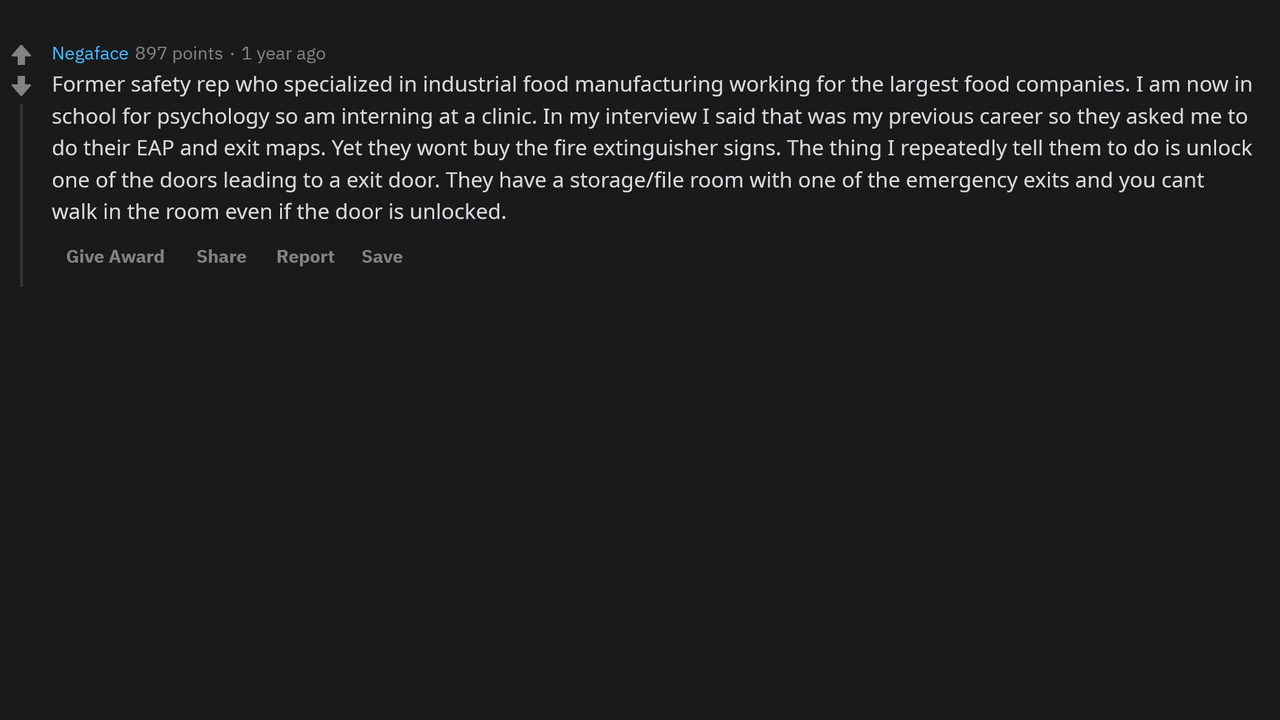 Negaface 897 points · 1 year ago
Former safety rep who specialized in industrial food manufacturing working for the largest food companies. I am now in
school for psychology so am interning at a clinic. In my interview I said that was my previous career so they asked me to
do their EAP and exit maps. Yet they wont buy the fire extinguisher signs. The thing I repeatedly tell them to do is unlock
one of the doors leading to a exit door. They have a storage/file room with one of the emergency exits and you cant
walk in the room even if the door is unlocked.
Give Award Share Report Save